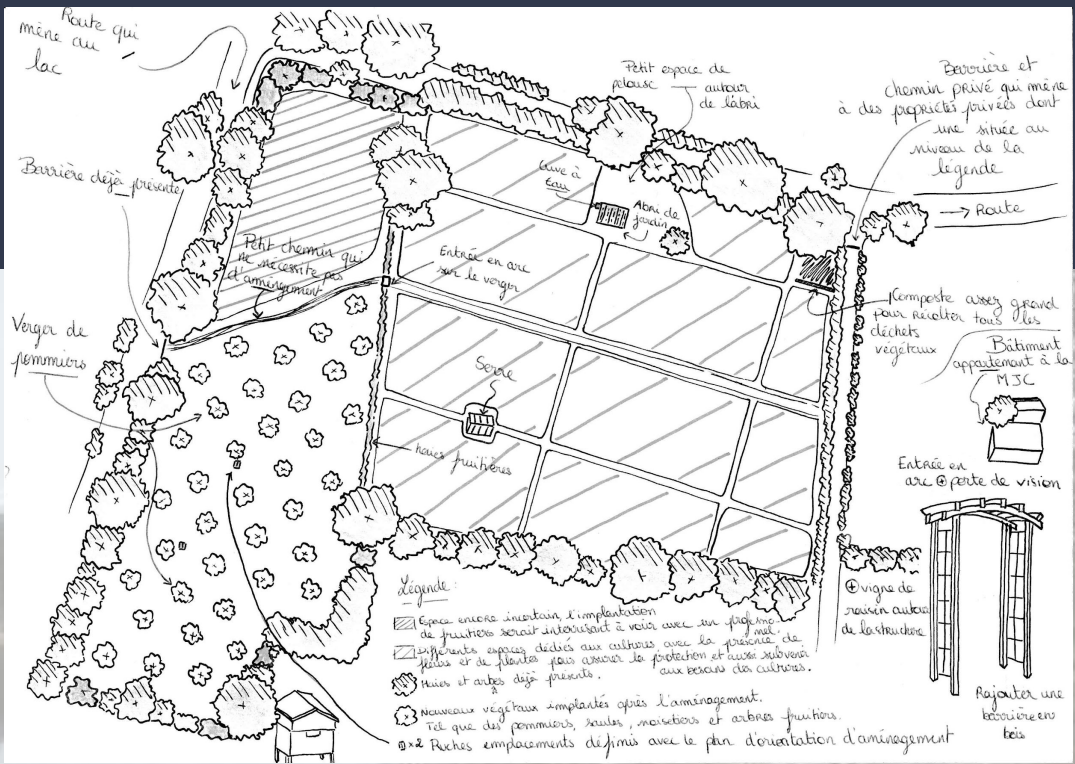 Route qui
mène au
lac
Petit espace de
pelouse autour
de l'abri
Barrière et
chemin privé qui mène
à des propriétés privées dont
une située au
niveau de la
légende
→ Route
Barrière déjà présente
Cuve à
eau
Abri de
jardin
Petit chemin qui
ne nécessite pas
d'aménagement
Entrée en arc
sur le verger
Composte assez grand
pour récolter tous les
déchets
végétaux
Verger de
pommiers
Serre
Bâtiment
appartenant à la
MJC
haies fruitières
Entrée en
arc ⊕ porte de vision
⊕ vigne de
raisin autour
de la structure
Rajouter une
barrière en
bois
Légende :
Espace encore incertain, l'implantation
de fruitiers serait intéressant à voir avec un professionnel.
Différents espaces dédiés aux cultures avec la présence de
fleurs et de plantes pour assurer la protection et aussi subvenir
aux besoins des cultures.
Haies et arbres dejà présents.
Nouveaux végétaux implantés après l'aménagement.
Tel que des pommiers, saules, noisetiers et arbres fruitiers.
x2 Ruches emplacements définis avec le plan d'orientation d'aménagement